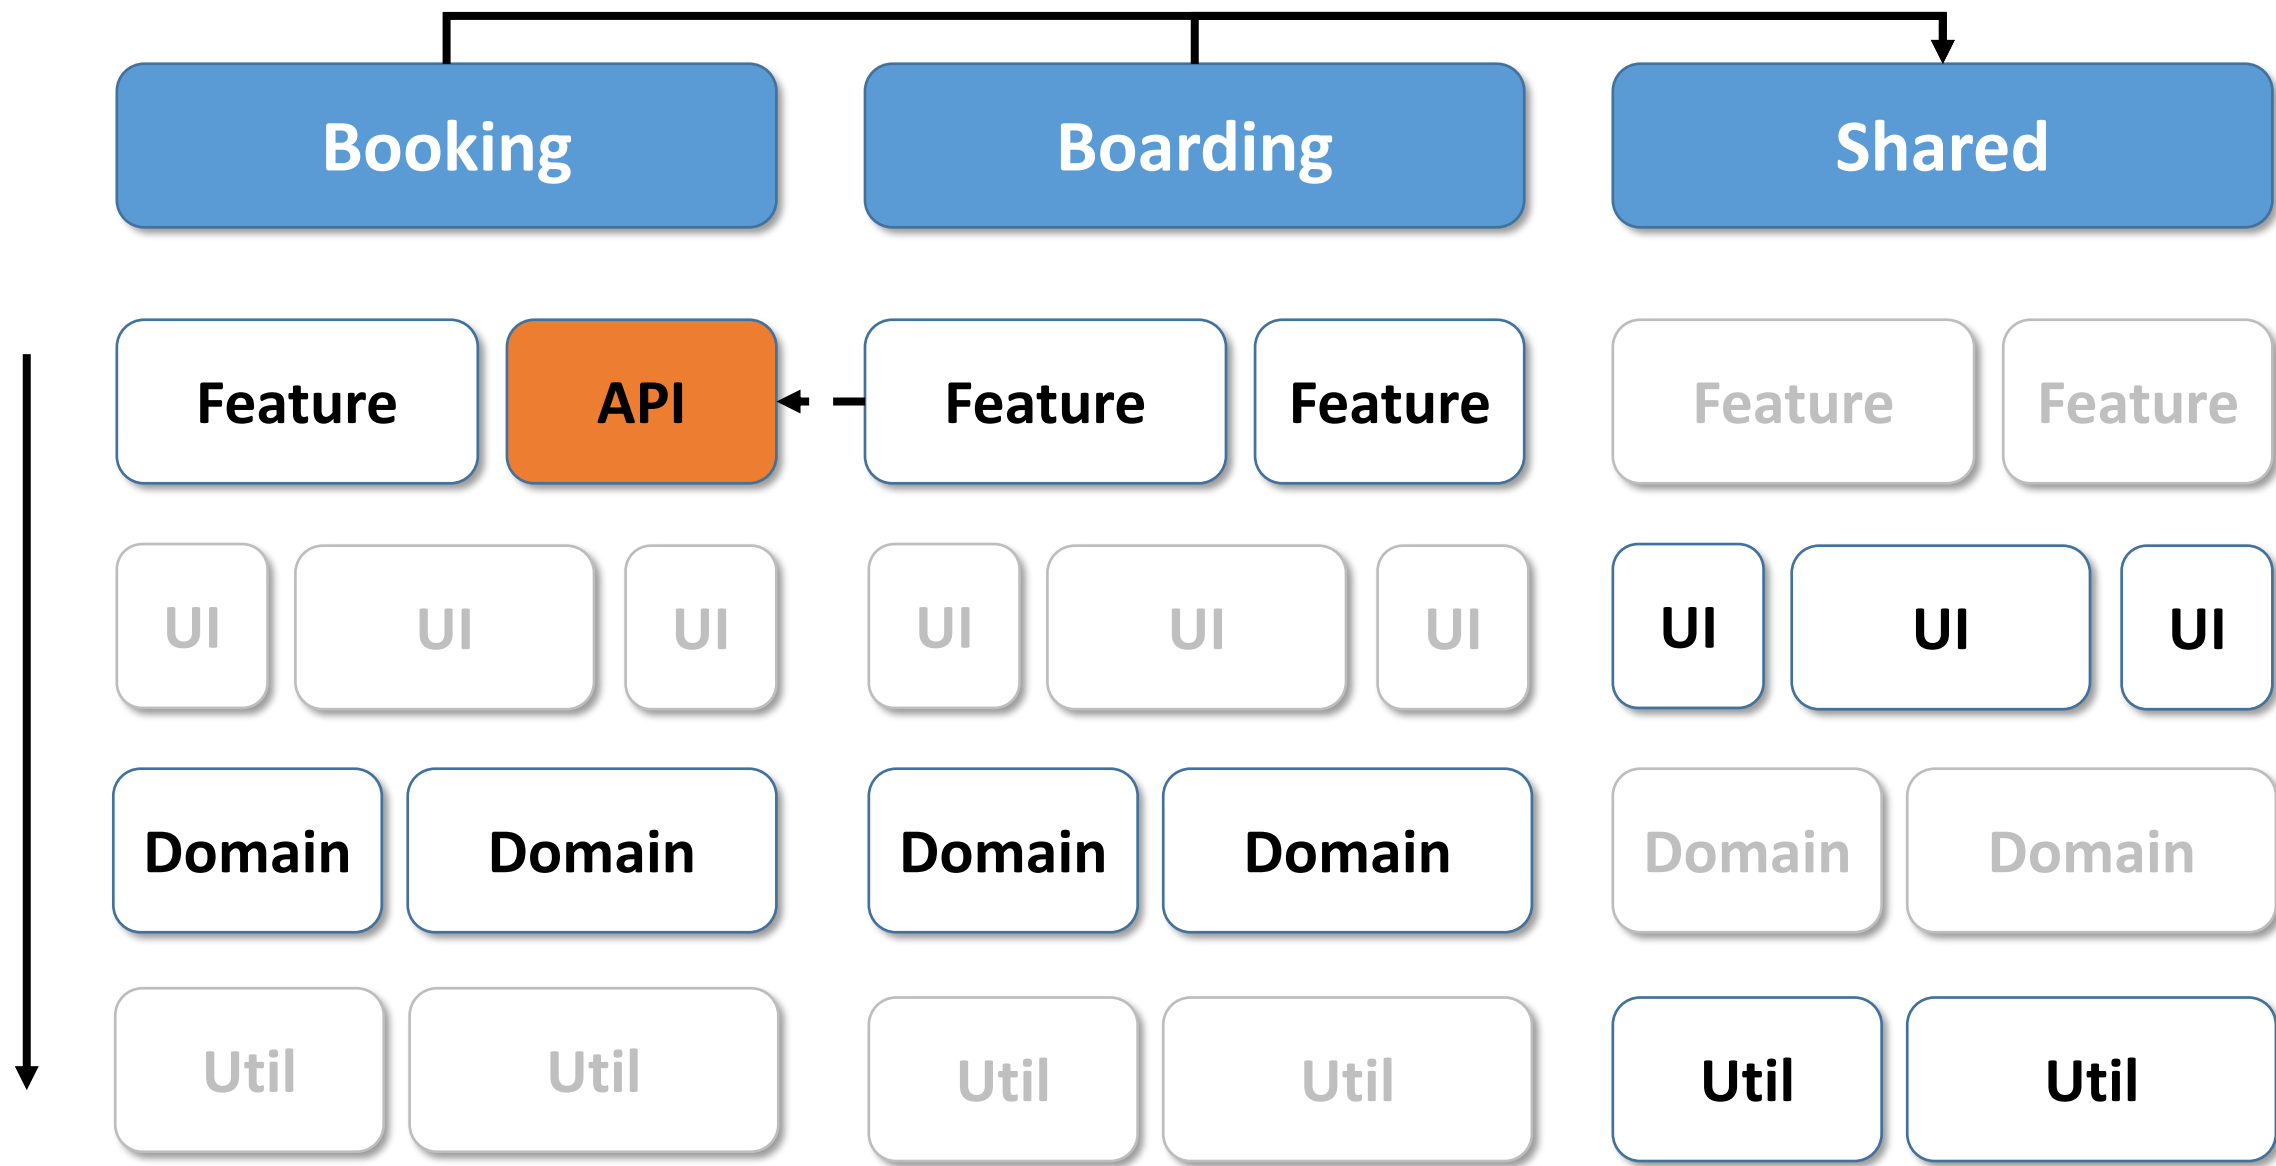 Booking Boarding Shared
Feature API Feature Feature Feature Feature
UI UI UI UI UI UI UI UI UI
Domain Domain Domain Domain Domain Domain
Util Util Util Util Util Util